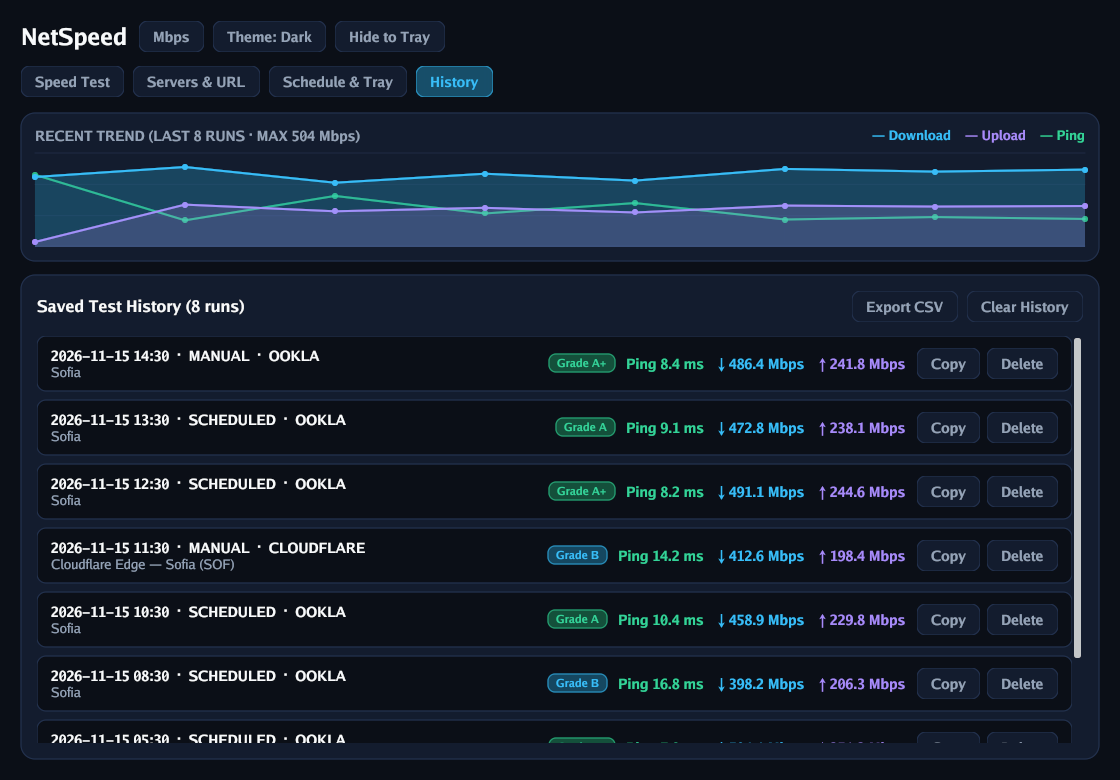 NetSpeed Mbps Theme: Dark Hide to Tray
Speed Test Servers & URL Schedule & Tray History
RECENT TREND (LAST 8 RUNS · MAX 504 Mbps) — Download — Upload — Ping
Saved Test History (8 runs) Export CSV Clear History
2026-11-15 14:30 · MANUAL · OOKLA
Sofia
Grade A+ Ping 8.4 ms ↓ 486.4 Mbps ↑ 241.8 Mbps Copy Delete
2026-11-15 13:30 · SCHEDULED · OOKLA
Sofia
Grade A Ping 9.1 ms ↓ 472.8 Mbps ↑ 238.1 Mbps Copy Delete
2026-11-15 12:30 · SCHEDULED · OOKLA
Sofia
Grade A+ Ping 8.2 ms ↓ 491.1 Mbps ↑ 244.6 Mbps Copy Delete
2026-11-15 11:30 · MANUAL · CLOUDFLARE
Cloudflare Edge — Sofia (SOF)
Grade B Ping 14.2 ms ↓ 412.6 Mbps ↑ 198.4 Mbps Copy Delete
2026-11-15 10:30 · SCHEDULED · OOKLA
Sofia
Grade A Ping 10.4 ms ↓ 458.9 Mbps ↑ 229.8 Mbps Copy Delete
2026-11-15 08:30 · SCHEDULED · OOKLA
Sofia
Grade B Ping 16.8 ms ↓ 398.2 Mbps ↑ 206.3 Mbps Copy Delete
2026-11-15 05:30 · SCHEDULED · OOKLA